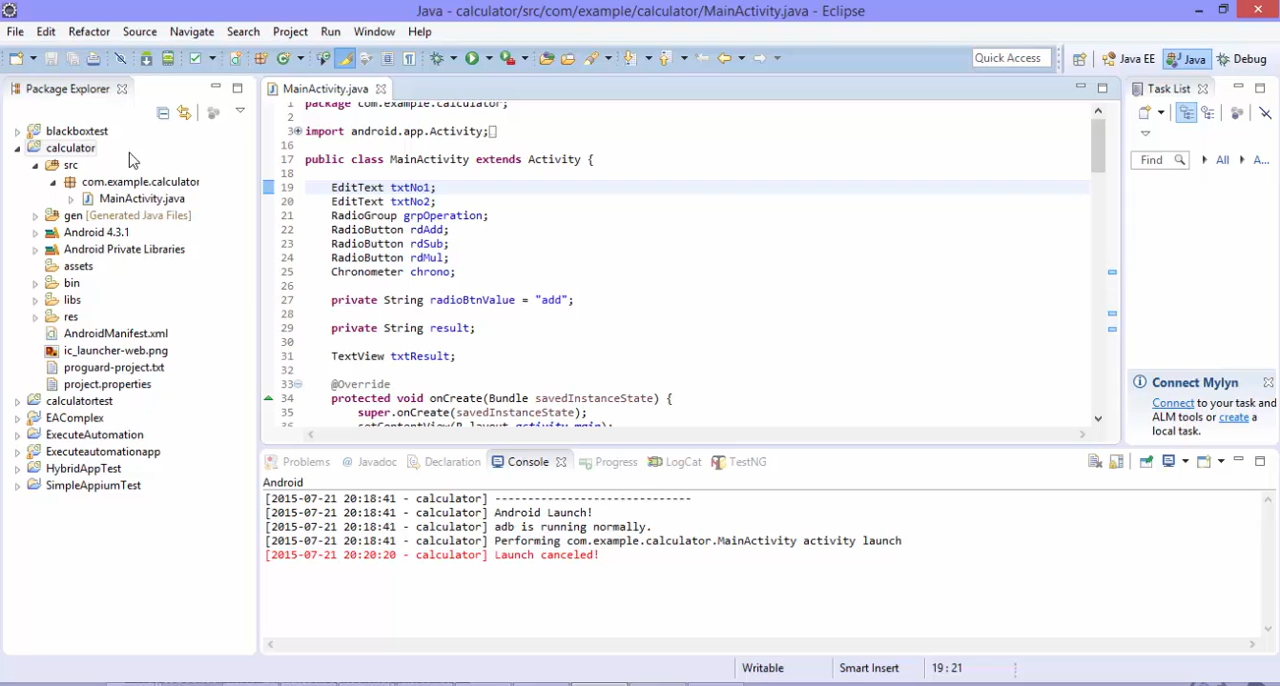 Java - calculator/src/com/example/calculator/MainActivity.java - Eclipse
File Edit Refactor Source Navigate Search Project Run Window Help
Quick Access Java EE Java Debug
Package Explorer
blackboxtest
calculator
src
com.example.calculator
MainActivity.java
gen [Generated Java Files]
Android 4.3.1
Android Private Libraries
assets
bin
libs
res
AndroidManifest.xml
ic_launcher-web.png
proguard-project.txt
project.properties
calculatortest
EAComplex
ExecuteAutomation
Executeautomationapp
HybridAppTest
SimpleAppiumTest
MainActivity.java
1 package com.example.calculator;
2
3 import android.app.Activity;
16
17 public class MainActivity extends Activity {
18
19 EditText txtNo1;
20 EditText txtNo2;
21 RadioGroup grpOperation;
22 RadioButton rdAdd;
23 RadioButton rdSub;
24 RadioButton rdMul;
25 Chronometer chrono;
26
27 private String radioBtnValue = "add";
28
29 private String result;
30
31 TextView txtResult;
32
33 @Override
34 protected void onCreate(Bundle savedInstanceState) {
35 super.onCreate(savedInstanceState);
36 setContentView(R.layout.activity_main);
Task List
Find All A...
Connect Mylyn
Connect to your task and
ALM tools or create a
local task.
Problems @ Javadoc Declaration Console Progress LogCat TestNG
Android
[2015-07-21 20:18:41 - calculator] ------------------------------
[2015-07-21 20:18:41 - calculator] Android Launch!
[2015-07-21 20:18:41 - calculator] adb is running normally.
[2015-07-21 20:18:41 - calculator] Performing com.example.calculator.MainActivity activity launch
[2015-07-21 20:20:20 - calculator] Launch canceled!
Writable Smart Insert 19 : 21